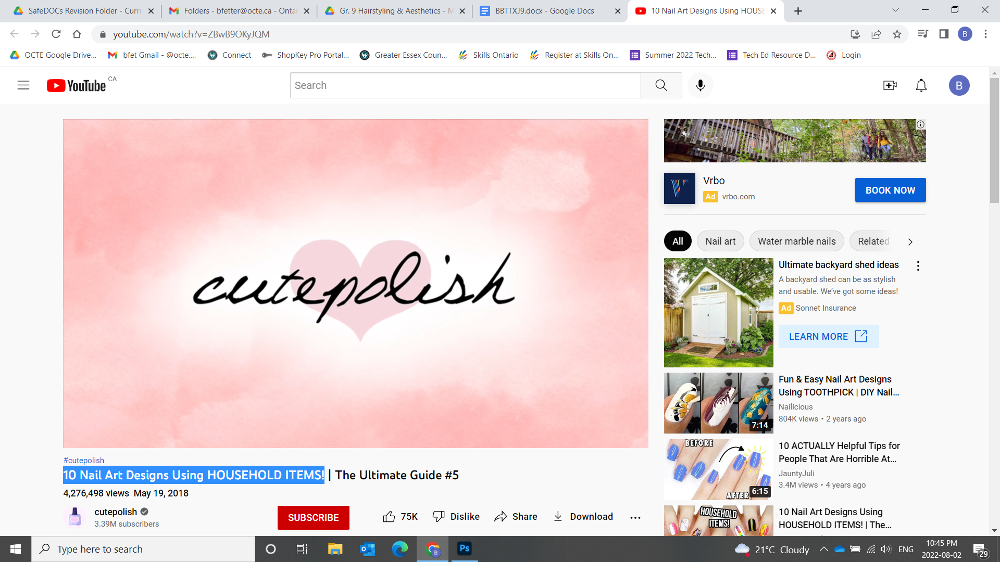 SafeDOCs Revision Folder - Curri
Folders - bfetter@octe.ca - Ontar
Gr. 9 Hairstyling & Aesthetics - M
BBTTXJ9.docx - Google Docs
10 Nail Art Designs Using HOUSE
youtube.com/watch?v=ZBwB9OKyJQM
B
OCTE Google Drive...
bfet Gmail - @octe....
Connect
ShopKey Pro Portal...
Greater Essex Coun...
Skills Ontario
Register at Skills On...
Summer 2022 Tech...
Tech Ed Resource D...
Login
YouTube CA
Search
B
cutepolish
Vrbo
Ad vrbo.com
BOOK NOW
All
Nail art
Water marble nails
Related
Ultimate backyard shed ideas
A backyard shed can be as stylish
and usable. We've got some ideas!
Ad Sonnet Insurance
LEARN MORE
Fun & Easy Nail Art Designs
Using TOOTHPICK | DIY Nail...
Nailicious
804K views • 2 years ago
7:14
BEFORE
AFTER
6:15
10 ACTUALLY Helpful Tips for
People That Are Horrible At...
JauntyJuli
3.4M views • 4 years ago
HOUSEHOLD
ITEMS!
10 Nail Art Designs Using
HOUSEHOLD ITEMS! | The...
#cutepolish
10 Nail Art Designs Using HOUSEHOLD ITEMS! | The Ultimate Guide #5
4,276,498 views May 19, 2018
cutepolish
3.39M subscribers
SUBSCRIBE
75K
Dislike
Share
Download
Type here to search
B
Ps
21°C Cloudy
ENG
10:45 PM
2022-08-02
29